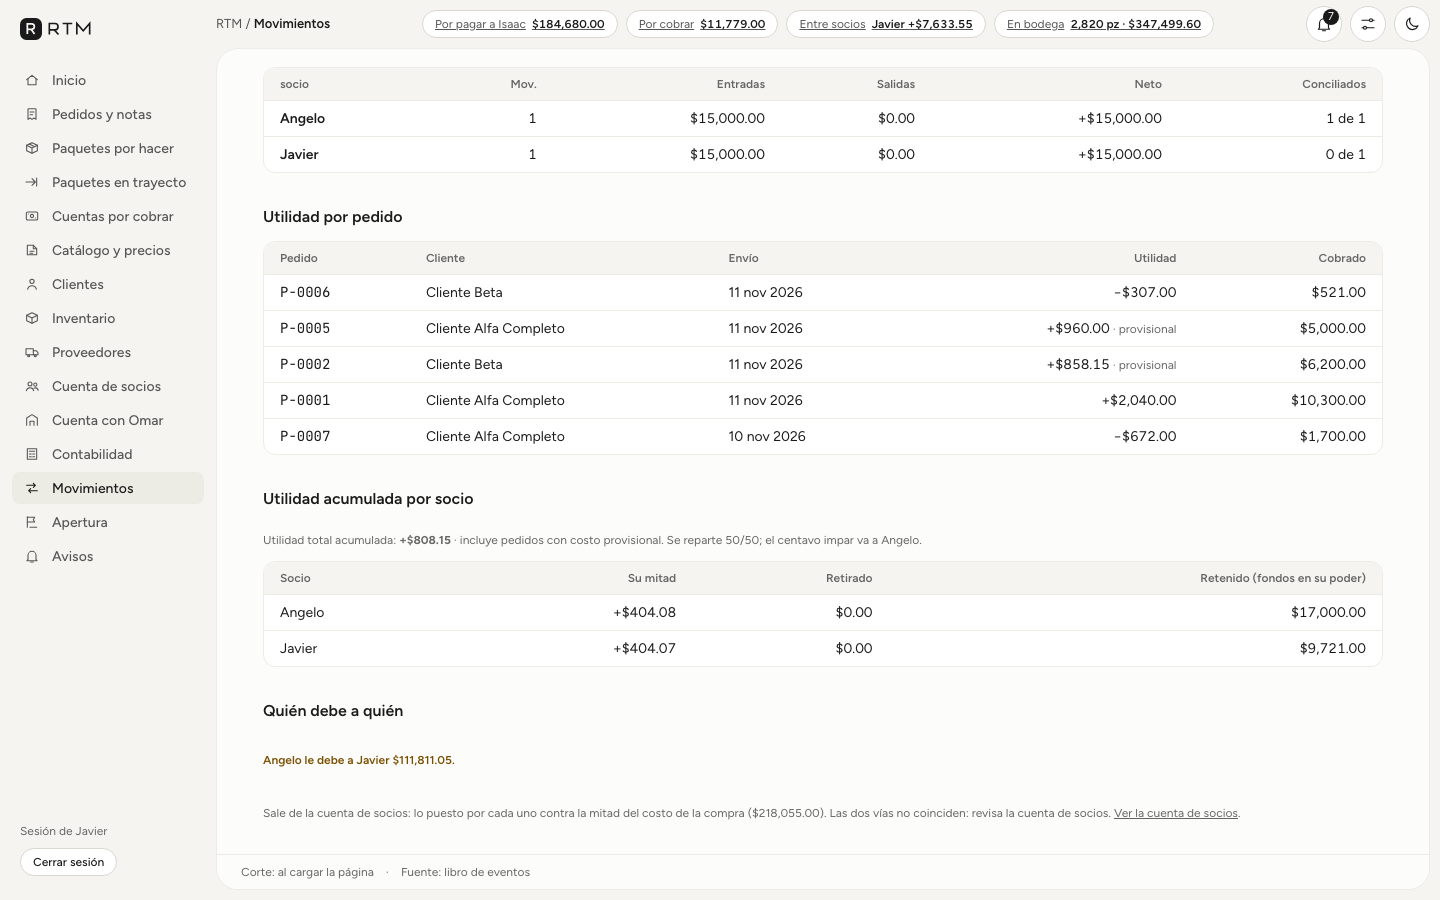 R RTM
RTM / Movimientos
Por pagar a Isaac $184,680.00
Por cobrar $11,779.00
Entre socios Javier +$7,633.55
En bodega 2,820 pz · $347,499.60
7
Inicio
Pedidos y notas
Paquetes por hacer
Paquetes en trayecto
Cuentas por cobrar
Catálogo y precios
Clientes
Inventario
Proveedores
Cuenta de socios
Cuenta con Omar
Contabilidad
Movimientos
Apertura
Avisos
Sesión de Javier
Cerrar sesión
socio Mov. Entradas Salidas Neto Conciliados
Angelo 1 $15,000.00 $0.00 +$15,000.00 1 de 1
Javier 1 $15,000.00 $0.00 +$15,000.00 0 de 1
Utilidad por pedido
Pedido Cliente Envío Utilidad Cobrado
P-0006 Cliente Beta 11 nov 2026 −$307.00 $521.00
P-0005 Cliente Alfa Completo 11 nov 2026 +$960.00 · provisional $5,000.00
P-0002 Cliente Beta 11 nov 2026 +$858.15 · provisional $6,200.00
P-0001 Cliente Alfa Completo 11 nov 2026 +$2,040.00 $10,300.00
P-0007 Cliente Alfa Completo 10 nov 2026 −$672.00 $1,700.00
Utilidad acumulada por socio
Utilidad total acumulada: +$808.15 · incluye pedidos con costo provisional. Se reparte 50/50; el centavo impar va a Angelo.
Socio Su mitad Retirado Retenido (fondos en su poder)
Angelo +$404.08 $0.00 $17,000.00
Javier +$404.07 $0.00 $9,721.00
Quién debe a quién
Angelo le debe a Javier $111,811.05.
Sale de la cuenta de socios: lo puesto por cada uno contra la mitad del costo de la compra ($218,055.00). Las dos vías no coinciden: revisa la cuenta de socios. Ver la cuenta de socios.
Corte: al cargar la página · Fuente: libro de eventos